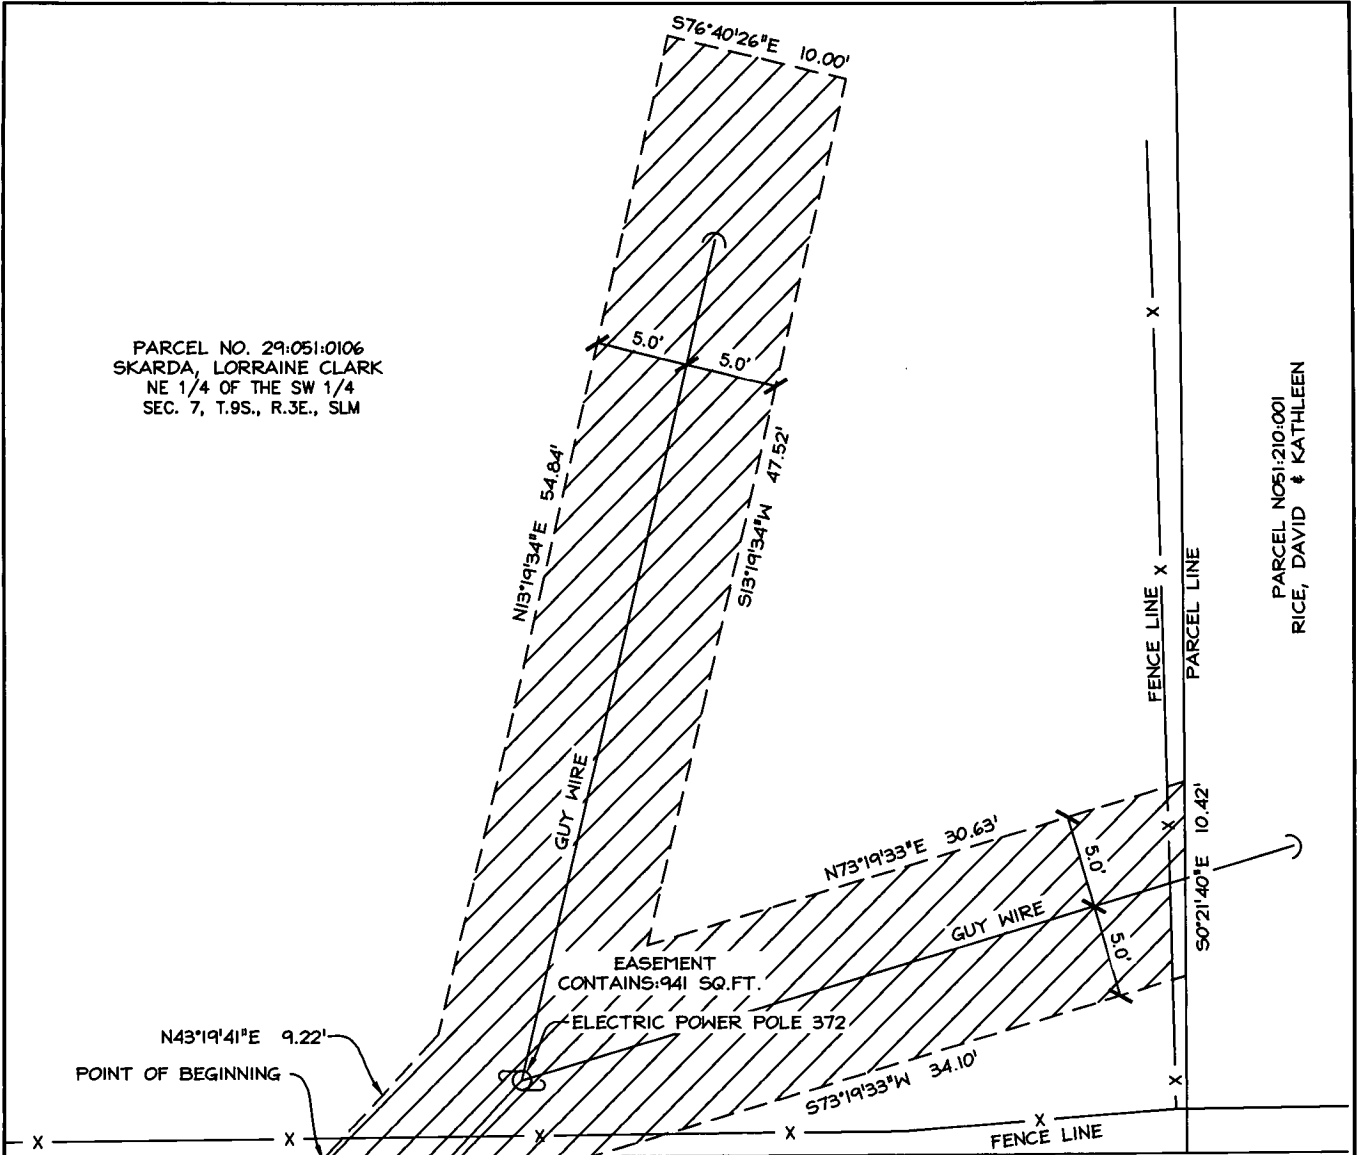 S76°40'26"E 10.00'
PARCEL NO. 29:051:0106
SKARDA, LORRAINE CLARK
NE 1/4 OF THE SW 1/4
SEC. 7, T.9S., R.3E., SLM
5.0'
5.0'
N13°19'34"E 54.84'
S13°19'34"W 47.52'
GUY WIRE
X
X
FENCE LINE
PARCEL LINE
PARCEL NO51:210:001
RICE, DAVID & KATHLEEN
N73°19'33"E 30.63'
X
5.0'
5.0'
S0°21'40"E 10.42'
GUY WIRE
EASEMENT
CONTAINS:941 SQ.FT.
ELECTRIC POWER POLE 372
N43°19'41"E 9.22'
POINT OF BEGINNING
S73°19'33"W 34.10'
X
X
X
X
X
X
FENCE LINE